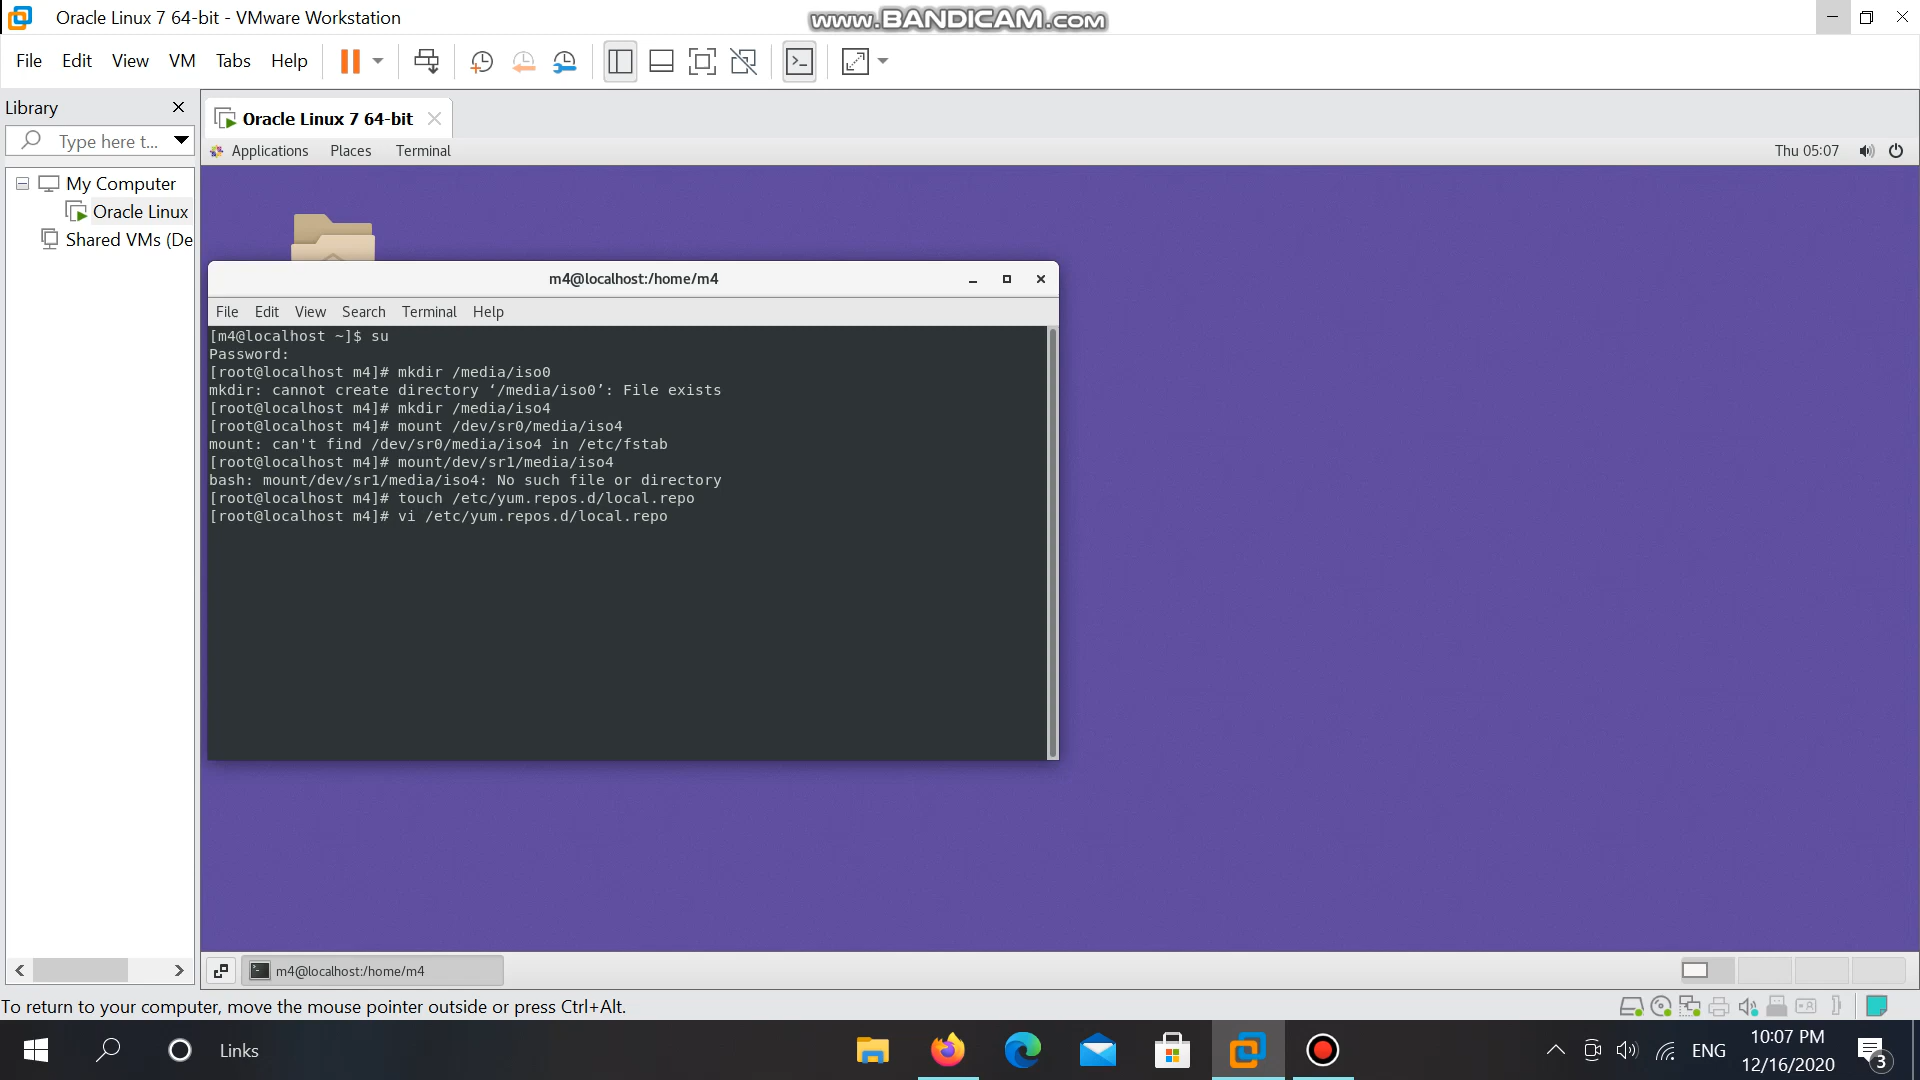 Oracle Linux 7 64-bit - VMware Workstation
www.BANDICAM.com
File Edit View VM Tabs Help
Library
Type here t...
My Computer
Oracle Linux
Shared VMs (De
Oracle Linux 7 64-bit
Applications Places Terminal
Thu 05:07
m4@localhost:/home/m4
File Edit View Search Terminal Help
[m4@localhost ~]$ su
Password:
[root@localhost m4]# mkdir /media/iso0
mkdir: cannot create directory ‘/media/iso0’: File exists
[root@localhost m4]# mkdir /media/iso4
[root@localhost m4]# mount /dev/sr0/media/iso4
mount: can't find /dev/sr0/media/iso4 in /etc/fstab
[root@localhost m4]# mount/dev/sr1/media/iso4
bash: mount/dev/sr1/media/iso4: No such file or directory
[root@localhost m4]# touch /etc/yum.repos.d/local.repo
[root@localhost m4]# vi /etc/yum.repos.d/local.repo
m4@localhost:/home/m4
To return to your computer, move the mouse pointer outside or press Ctrl+Alt.
Links
ENG
10:07 PM
12/16/2020
3